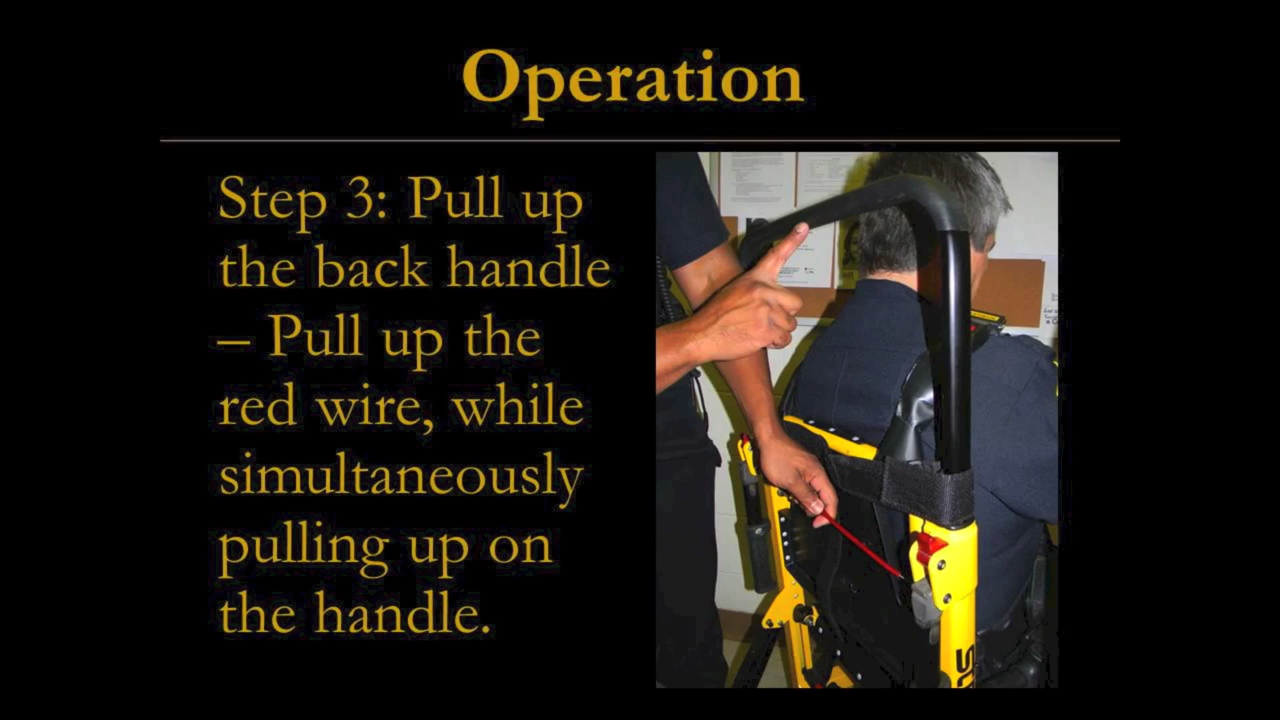 Operation
Step 3: Pull up
the back handle
– Pull up the
red wire, while
simultaneously
pulling up on
the handle.